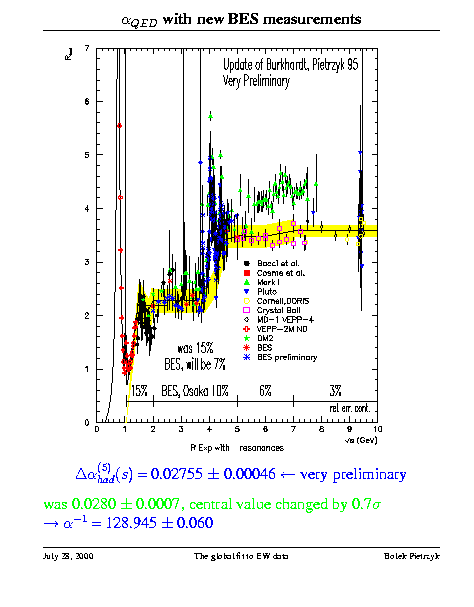 α_QED with new BES measurements
Update of Burkhardt, Pietrzyk 95
Very Preliminary
7
6
5
4
3
2
1
0
Bacci et al.
Cosme et al.
Mark I
Pluto
Cornell,DORIS
Crystal Ball
MD-1 VEPP-4
VEPP-2M ND
DM2
BES
BES preliminary
was 15%
BES, will be 7%
15% BES, Osaka 10% 6% 3%
rel. err. cont.
0 1 2 3 4 5 6 7 8 9 10
√s (GeV)
R Exp with resonances
Δα_had^(5)(s) = 0.02755 ± 0.00046 ← very preliminary
was 0.0280 ± 0.0007, central value changed by 0.7σ
→ α^−1 = 128.945 ± 0.060
July 28, 2000 The global fit to EW data Bolek Pietrzyk